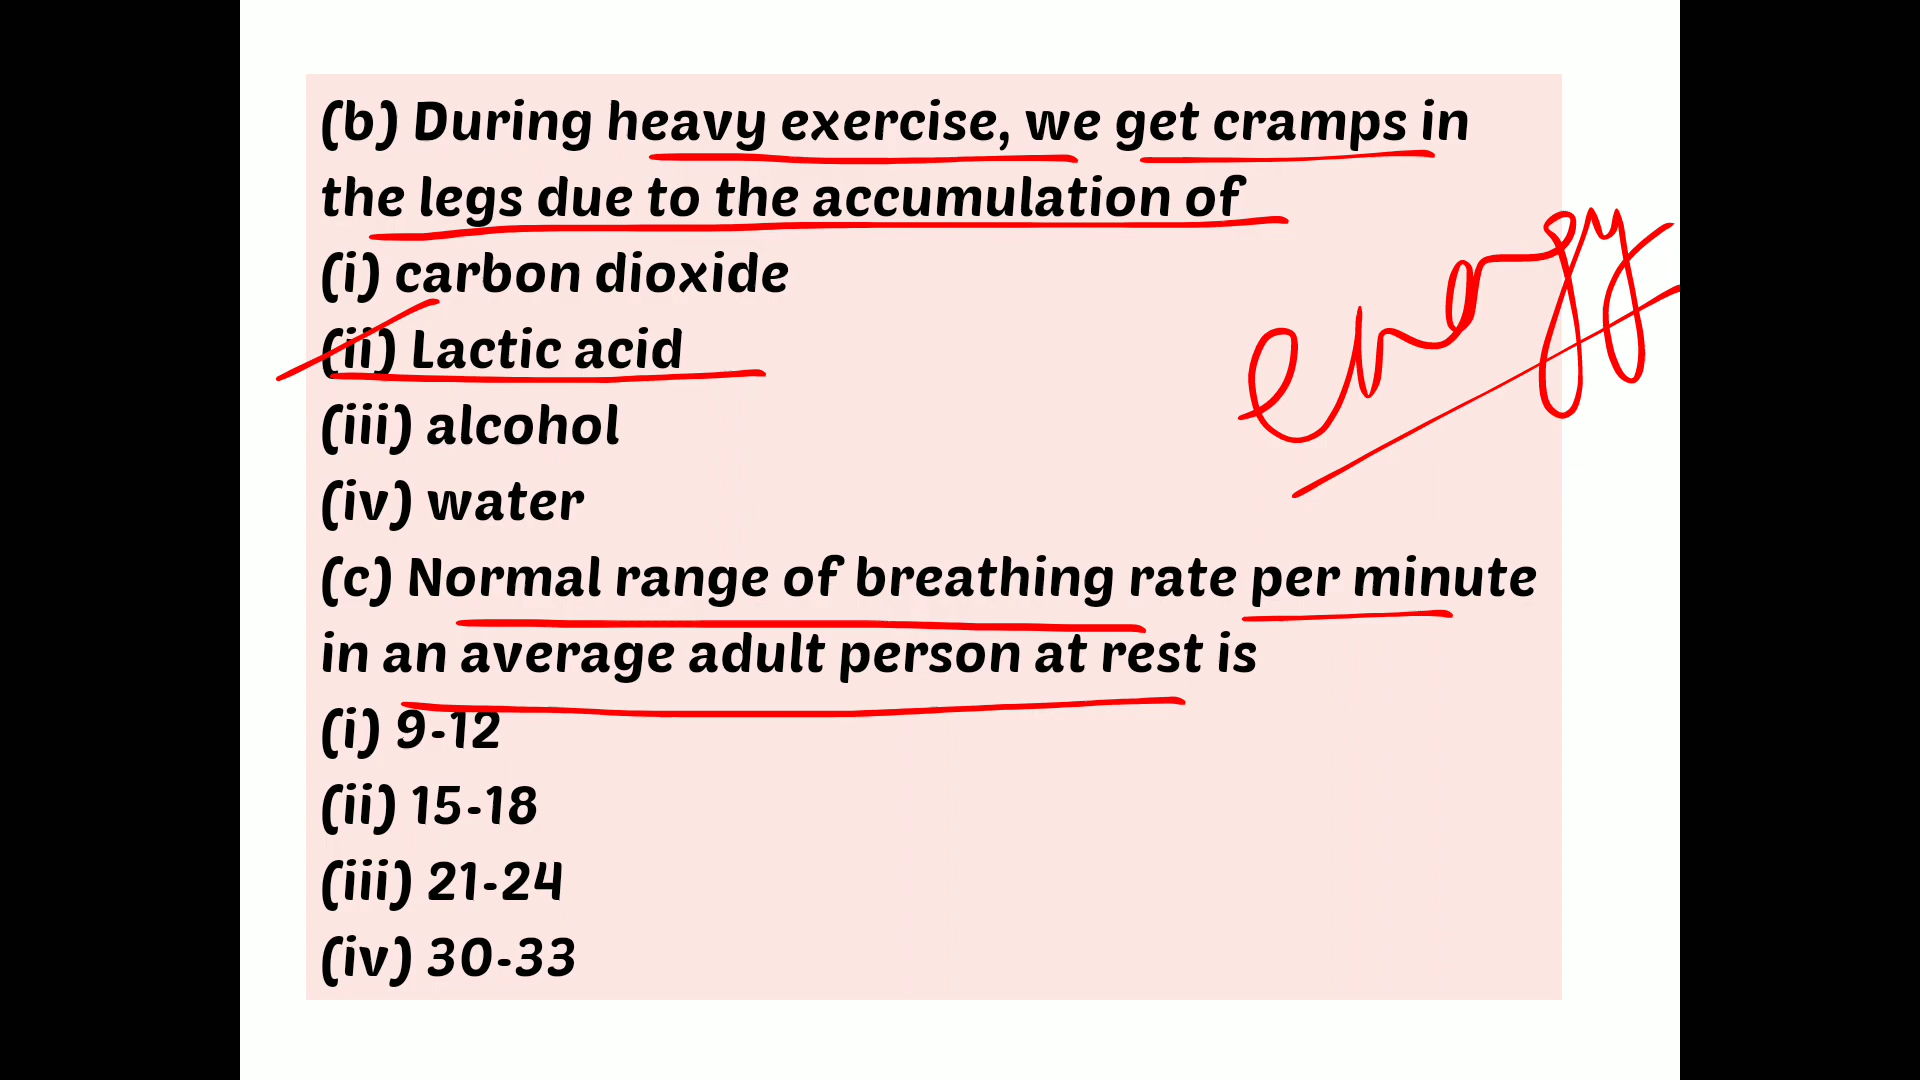 (b) During heavy exercise, we get cramps in
the legs due to the accumulation of
(i) carbon dioxide
(ii) Lactic acid
(iii) alcohol
(iv) water
energy
(c) Normal range of breathing rate per minute
in an average adult person at rest is
(i) 9-12
(ii) 15-18
(iii) 21-24
(iv) 30-33